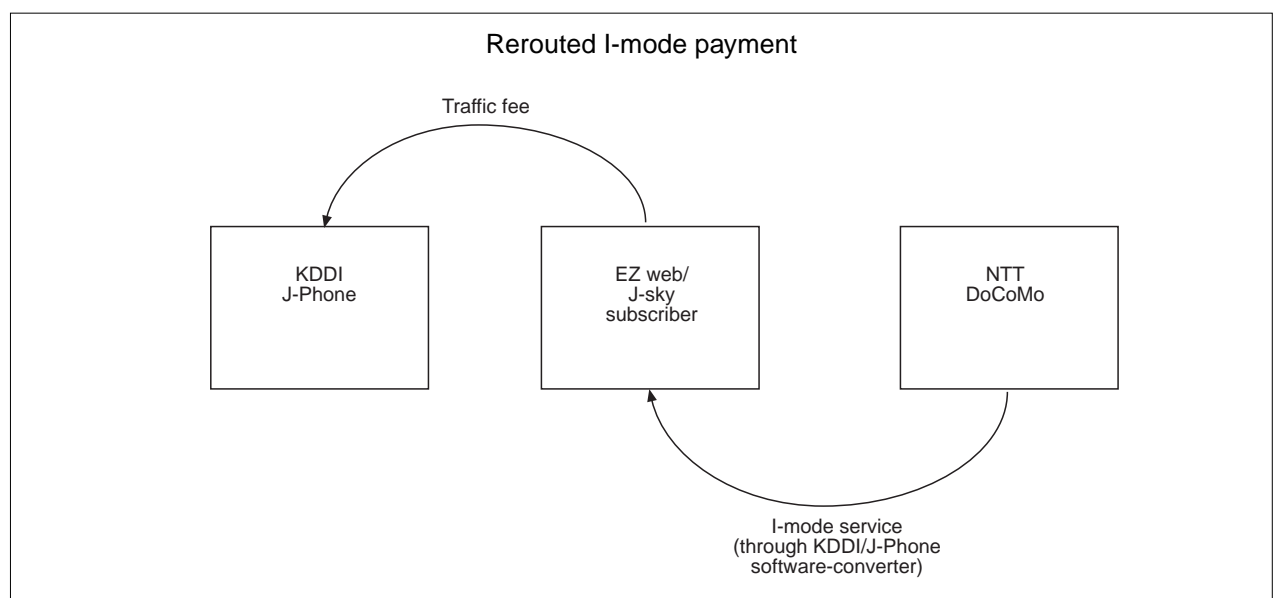 Rerouted I-mode payment
Traffic fee
KDDI
J-Phone
EZ web/
J-sky
subscriber
NTT
DoCoMo
I-mode service
(through KDDI/J-Phone
software-converter)